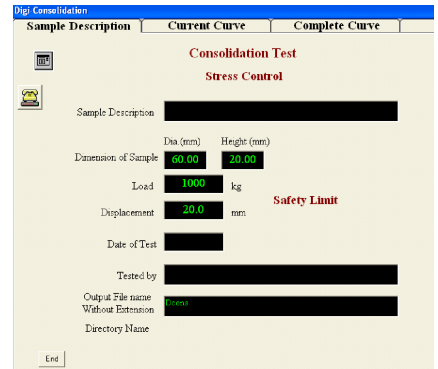 Digi Consolidation
Sample Description Current Curve Complete Curve
Consolidation Test
Stress Control
Sample Description
Dia.(mm) Height (mm)
Dimension of Sample 60.00 20.00
Load 1000 kg
Safety Limit
Displacement 20.0 mm
Date of Test
Tested by
Output File name
Without Extension
Directory Name
End